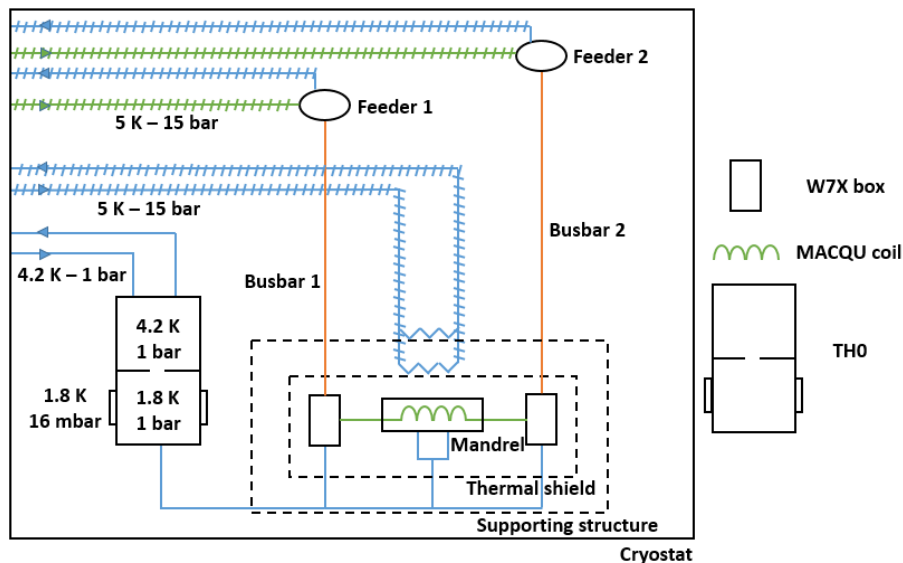 Feeder 2
Feeder 1
5 K – 15 bar
W7X box
5 K – 15 bar
Busbar 2
MACQU coil
4.2 K – 1 bar
Busbar 1
4.2 K
1 bar
TH0
1.8 K
16 mbar
1.8 K
1 bar
Mandrel
Thermal shield
Supporting structure
Cryostat